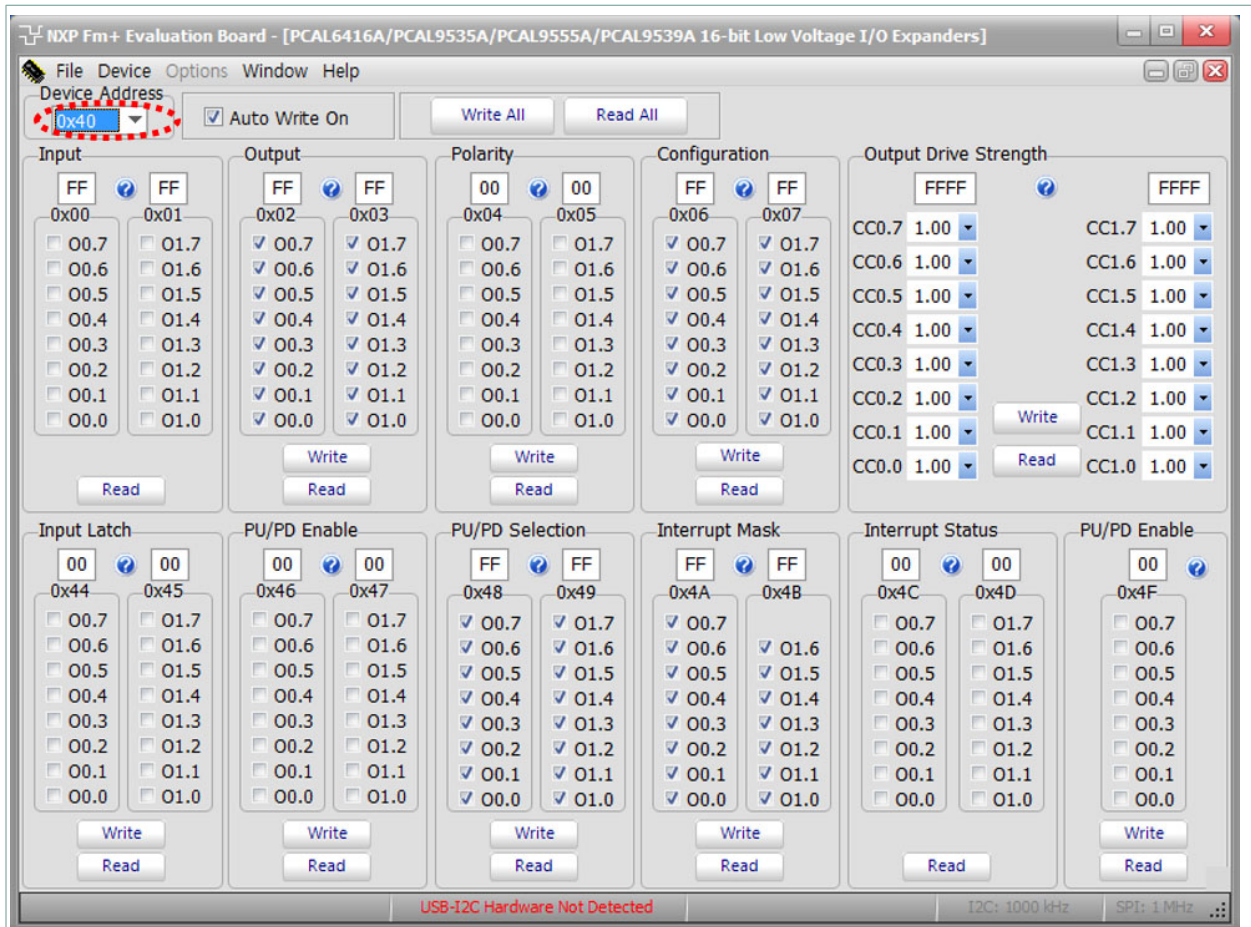 NXP Fm+ Evaluation Board - [PCAL6416A/PCAL9535A/PCAL9555A/PCAL9539A 16-bit Low Voltage I/O Expanders]
File Device Options Window Help
Device Address
0x40
Auto Write On
Write All Read All
Input
FF FF
0x00 0x01
O0.7 O1.7
O0.6 O1.6
O0.5 O1.5
O0.4 O1.4
O0.3 O1.3
O0.2 O1.2
O0.1 O1.1
O0.0 O1.0
Read
Output
FF FF
0x02 0x03
O0.7 O1.7
O0.6 O1.6
O0.5 O1.5
O0.4 O1.4
O0.3 O1.3
O0.2 O1.2
O0.1 O1.1
O0.0 O1.0
Write
Read
Polarity
00 00
0x04 0x05
O0.7 O1.7
O0.6 O1.6
O0.5 O1.5
O0.4 O1.4
O0.3 O1.3
O0.2 O1.2
O0.1 O1.1
O0.0 O1.0
Write
Read
Configuration
FF FF
0x06 0x07
O0.7 O1.7
O0.6 O1.6
O0.5 O1.5
O0.4 O1.4
O0.3 O1.3
O0.2 O1.2
O0.1 O1.1
O0.0 O1.0
Write
Read
Output Drive Strength
FFFF FFFF
CC0.7 1.00 CC1.7 1.00
CC0.6 1.00 CC1.6 1.00
CC0.5 1.00 CC1.5 1.00
CC0.4 1.00 CC1.4 1.00
CC0.3 1.00 CC1.3 1.00
CC0.2 1.00 CC1.2 1.00
Write
CC0.1 1.00 CC1.1 1.00
Read
CC0.0 1.00 CC1.0 1.00
Input Latch
00 00
0x44 0x45
O0.7 O1.7
O0.6 O1.6
O0.5 O1.5
O0.4 O1.4
O0.3 O1.3
O0.2 O1.2
O0.1 O1.1
O0.0 O1.0
Write
Read
PU/PD Enable
00 00
0x46 0x47
O0.7 O1.7
O0.6 O1.6
O0.5 O1.5
O0.4 O1.4
O0.3 O1.3
O0.2 O1.2
O0.1 O1.1
O0.0 O1.0
Write
Read
PU/PD Selection
FF FF
0x48 0x49
O0.7 O1.7
O0.6 O1.6
O0.5 O1.5
O0.4 O1.4
O0.3 O1.3
O0.2 O1.2
O0.1 O1.1
O0.0 O1.0
Write
Read
Interrupt Mask
FF FF
0x4A 0x4B
O0.7
O0.6 O1.6
O0.5 O1.5
O0.4 O1.4
O0.3 O1.3
O0.2 O1.2
O0.1 O1.1
O0.0 O1.0
Write
Read
Interrupt Status
00 00
0x4C 0x4D
O0.7 O1.7
O0.6 O1.6
O0.5 O1.5
O0.4 O1.4
O0.3 O1.3
O0.2 O1.2
O0.1 O1.1
O0.0 O1.0
Read
PU/PD Enable
00
0x4F
O0.7
O0.6
O0.5
O0.4
O0.3
O0.2
O0.1
O0.0
Write
Read
USB-I2C Hardware Not Detected I2C: 1000 kHz SPI: 1 MHz